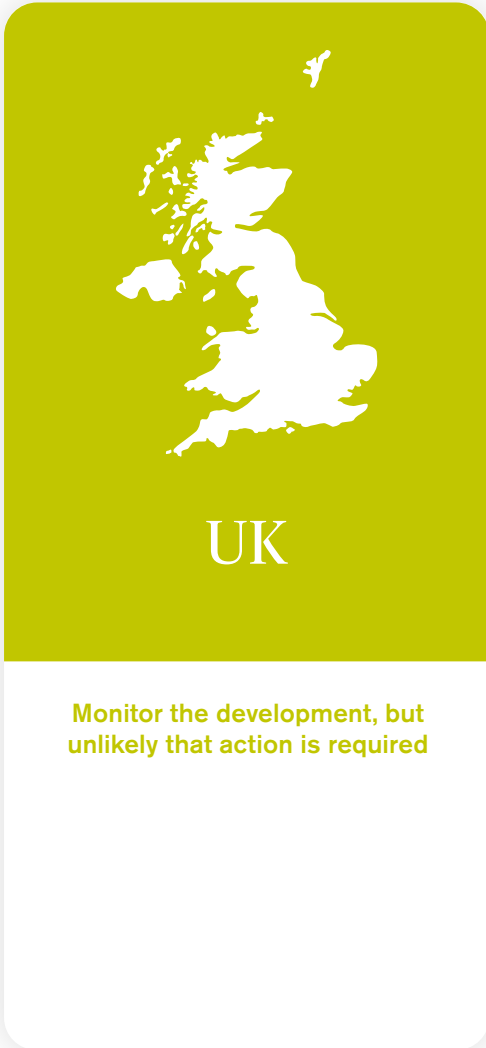 UK
Monitor the development, but
unlikely that action is required